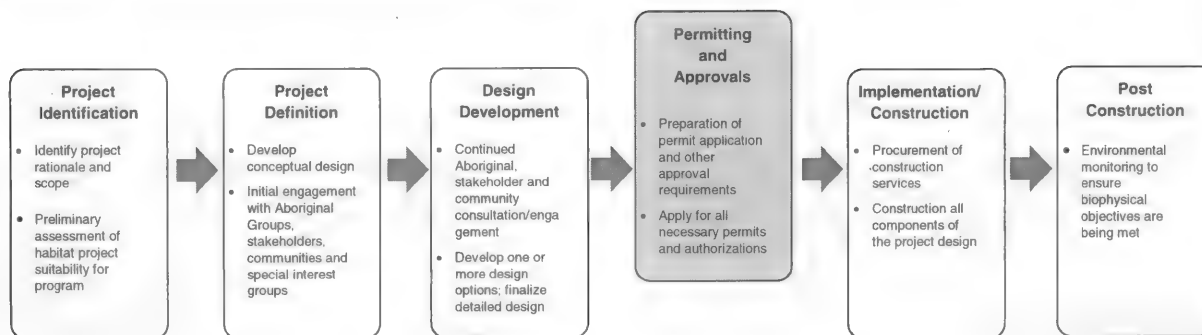 Project
Identification
• Identify project
rationale and
scope
• Preliminary
assessment of
habitat project
suitability for
program
Project
Definition
• Develop
conceptual design
• Initial engagement
with Aboriginal
Groups,
stakeholders,
communities and
special interest
groups
Design
Development
• Continued
Aboriginal,
stakeholder and
community
consultation/enga
gement
• Develop one or
more design
options; finalize
detailed design
Permitting
and
Approvals
• Preparation of
permit application
and other
approval
requirements
• Apply for all
necessary permits
and authorizations
Implementation/
Construction
• Procurement of
construction
services
• Construction all
components of
the project design
Post
Construction
• Environmental
monitoring to
ensure
biophysical
objectives are
being met